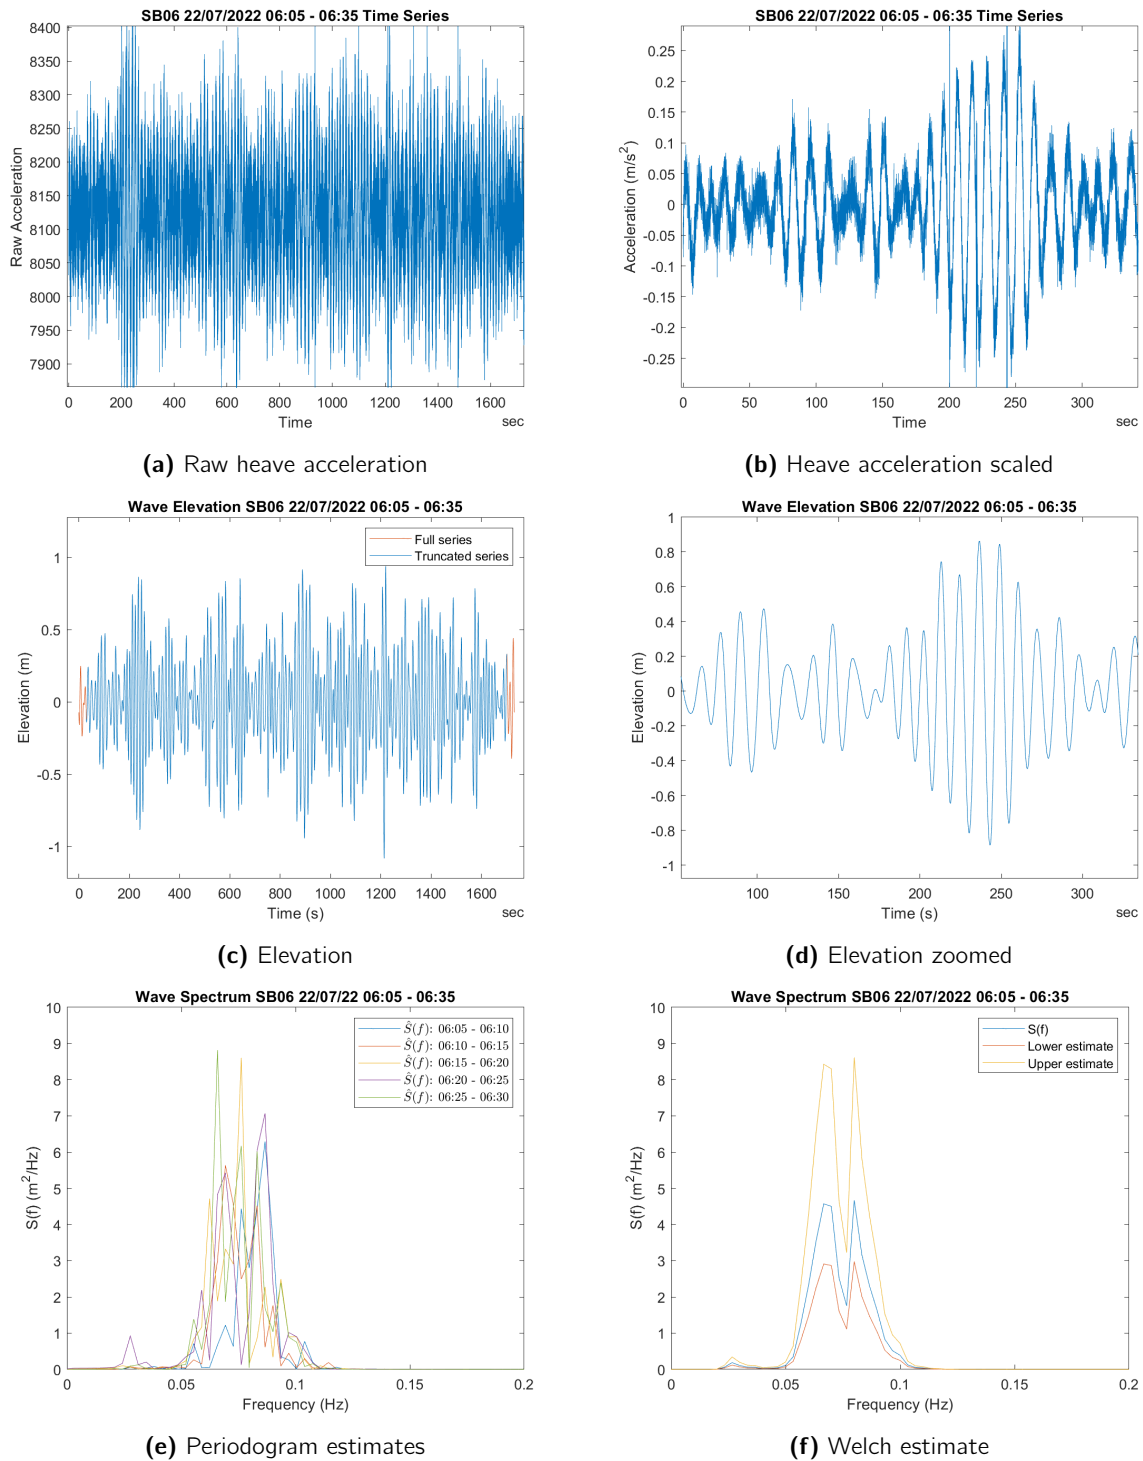 SB06 22/07/2022 06:05 - 06:35 Time Series
8400
8350
8300
8250
8200
8150
8100
8050
8000
7950
7900
Raw Acceleration
0 200 400 600 800 1000 1200 1400 1600
Time
sec
(a) Raw heave acceleration
SB06 22/07/2022 06:05 - 06:35 Time Series
0.25
0.2
0.15
0.1
0.05
0
-0.05
-0.1
-0.15
-0.2
-0.25
Acceleration (m/s²)
0 50 100 150 200 250 300
Time
sec
(b) Heave acceleration scaled
Wave Elevation SB06 22/07/2022 06:05 - 06:35
Full series
Truncated series
1
0.5
0
-0.5
-1
Elevation (m)
0 200 400 600 800 1000 1200 1400 1600
Time (s)
sec
(c) Elevation
Wave Elevation SB06 22/07/2022 06:05 - 06:35
1
0.8
0.6
0.4
0.2
0
-0.2
-0.4
-0.6
-0.8
-1
Elevation (m)
100 150 200 250 300
Time (s)
sec
(d) Elevation zoomed
Wave Spectrum SB06 22/07/22 06:05 - 06:35
Ŝ(f): 06:05 - 06:10
Ŝ(f): 06:10 - 06:15
Ŝ(f): 06:15 - 06:20
Ŝ(f): 06:20 - 06:25
Ŝ(f): 06:25 - 06:30
10
9
8
7
6
5
4
3
2
1
0
S(f) (m²/Hz)
0 0.05 0.1 0.15 0.2
Frequency (Hz)
(e) Periodogram estimates
Wave Spectrum SB06 22/07/2022 06:05 - 06:35
S(f)
Lower estimate
Upper estimate
10
9
8
7
6
5
4
3
2
1
0
S(f) (m²/Hz)
0 0.05 0.1 0.15 0.2
Frequency (Hz)
(f) Welch estimate